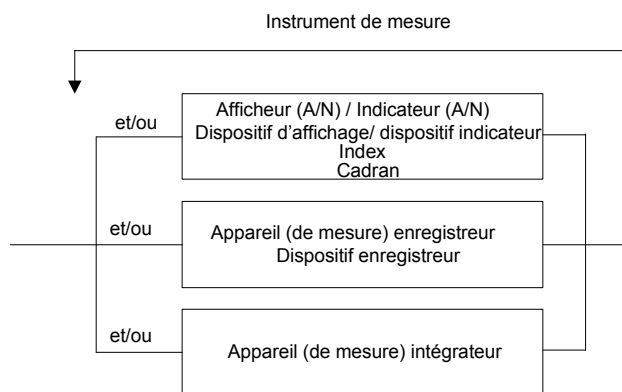 Instrument de mesure
et/ou
Afficheur (A/N) / Indicateur (A/N)
Dispositif d'affichage/ dispositif indicateur
Index
Cadran
et/ou
Appareil (de mesure) enregistreur
Dispositif enregistreur
et/ou
Appareil (de mesure) intégrateur